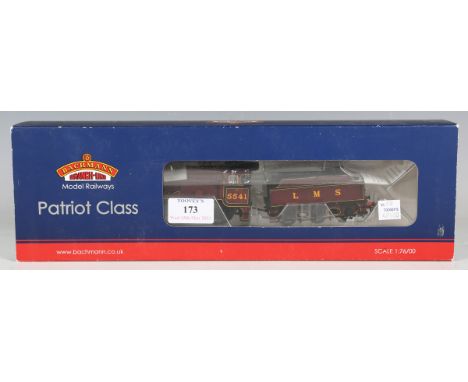 BACHMANN
BRANCH-LINE
Model Railways
Patriot Class
www.bachmann.co.uk
TOOVEY'S
173
5541
L M S
SCALE 1:76/00